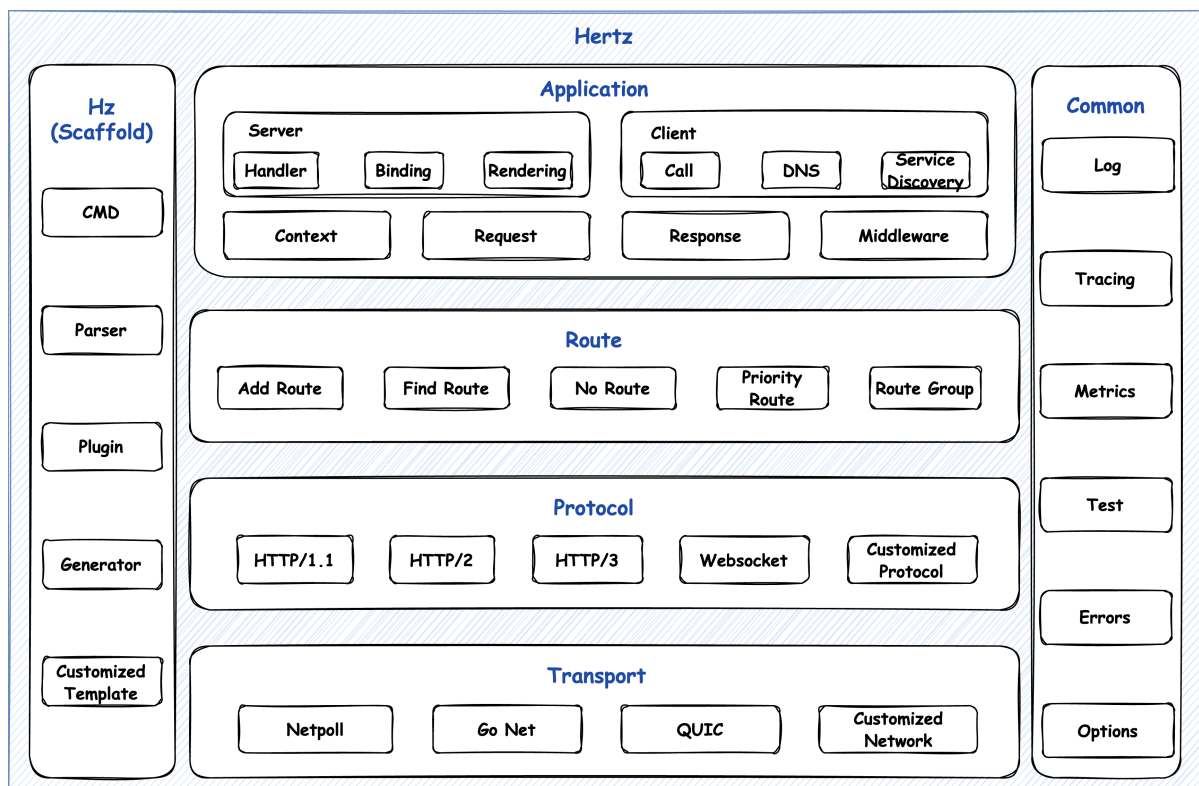 Hertz
Hz
(Scaffold)
CMD
Parser
Plugin
Generator
Customized
Template
Application
Server
Handler
Binding
Rendering
Client
Call
DNS
Service
Discovery
Context
Request
Response
Middleware
Route
Add Route
Find Route
No Route
Priority
Route
Route Group
Protocol
HTTP/1.1
HTTP/2
HTTP/3
Websocket
Customized
Protocol
Transport
Netpoll
Go Net
QUIC
Customized
Network
Common
Log
Tracing
Metrics
Test
Errors
Options